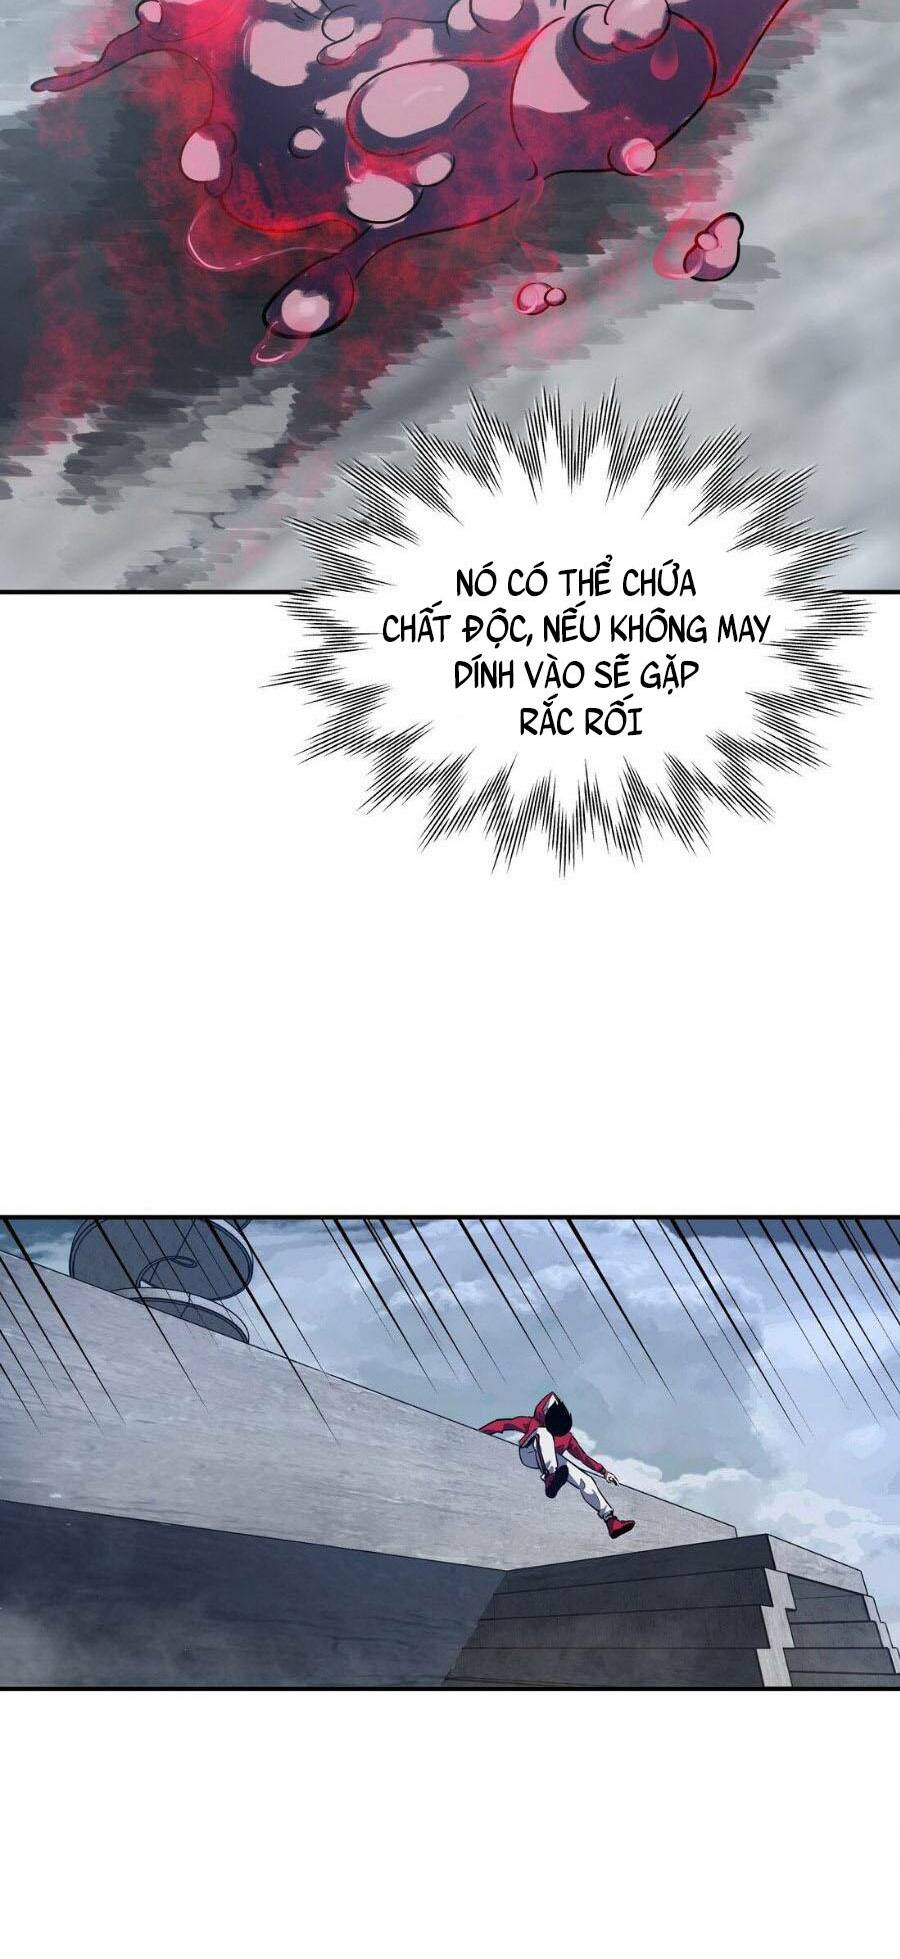 NÓ CÓ THỂ CHỨA
CHẤT ĐỘC, NẾU KHÔNG MAY
DÍNH VÀO SẼ GẶP
RẮC RỐI